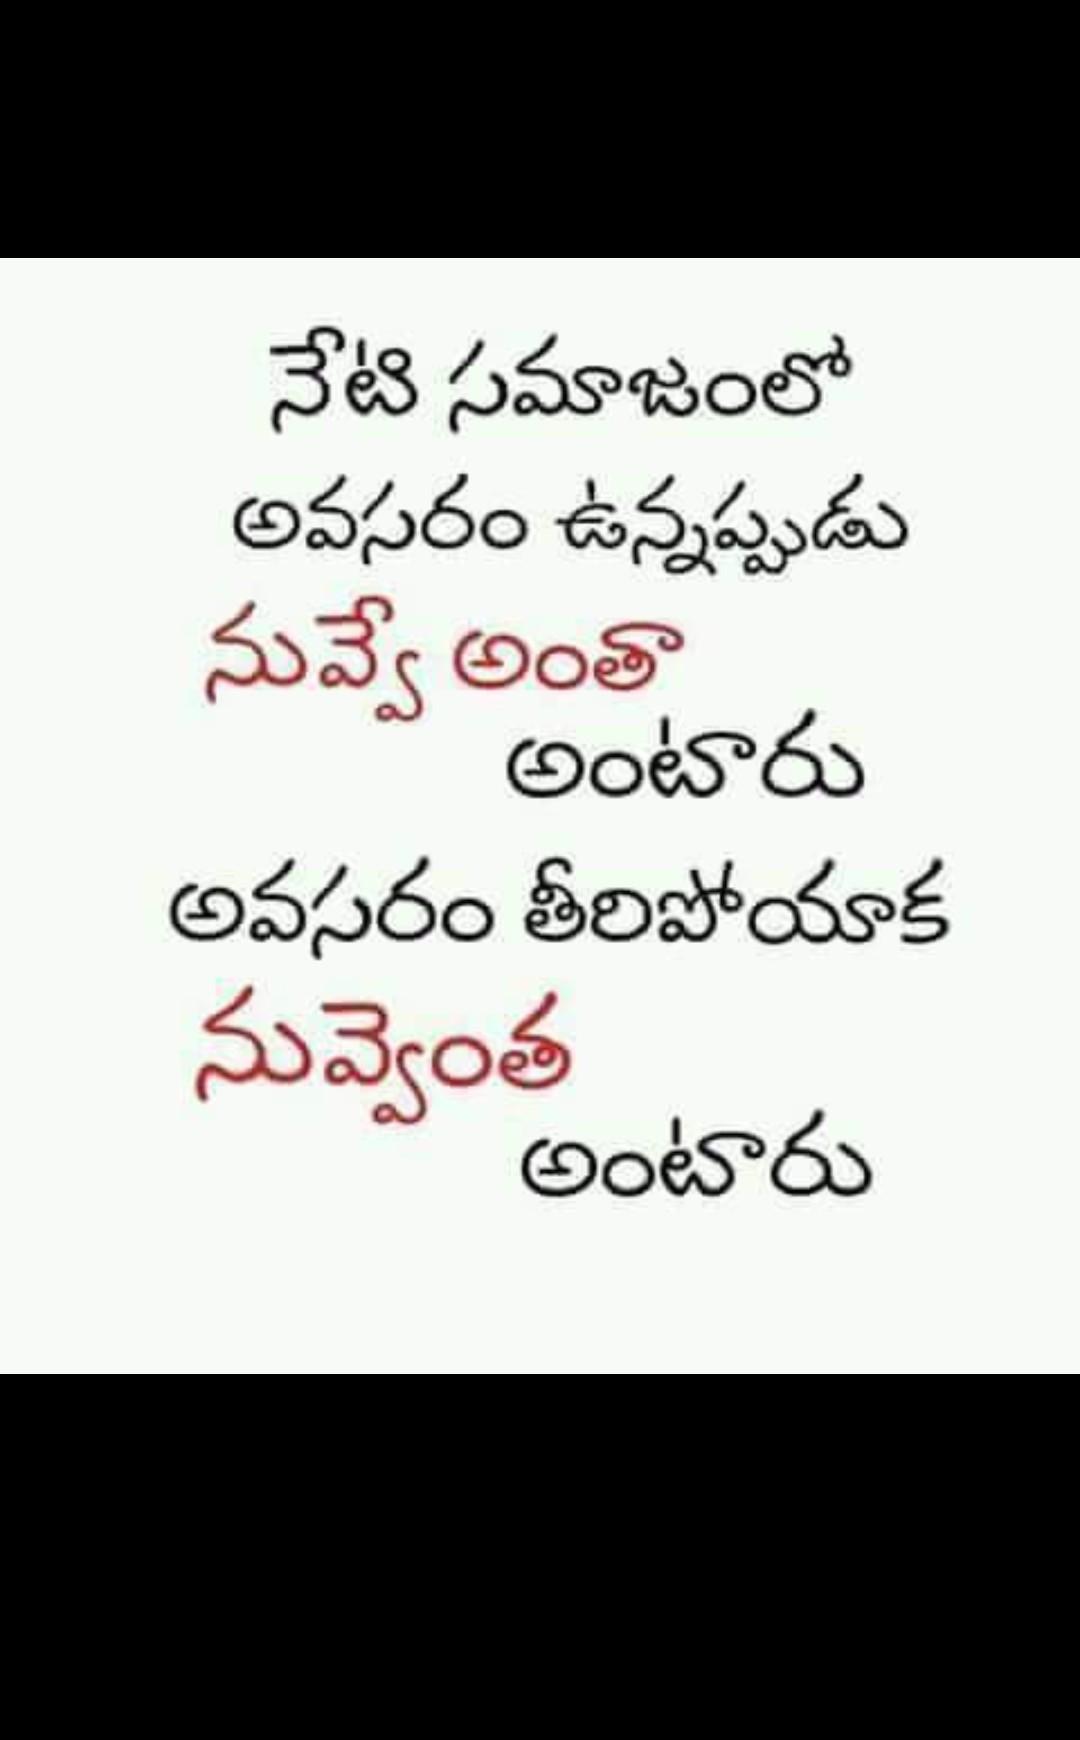 నేటి సమాజంలో
అవసరం ఉన్నప్పుడు
నువ్వే అంతా
అంటారు
అవసరం తీరిపోయాక
నువ్వెంత
అంటారు